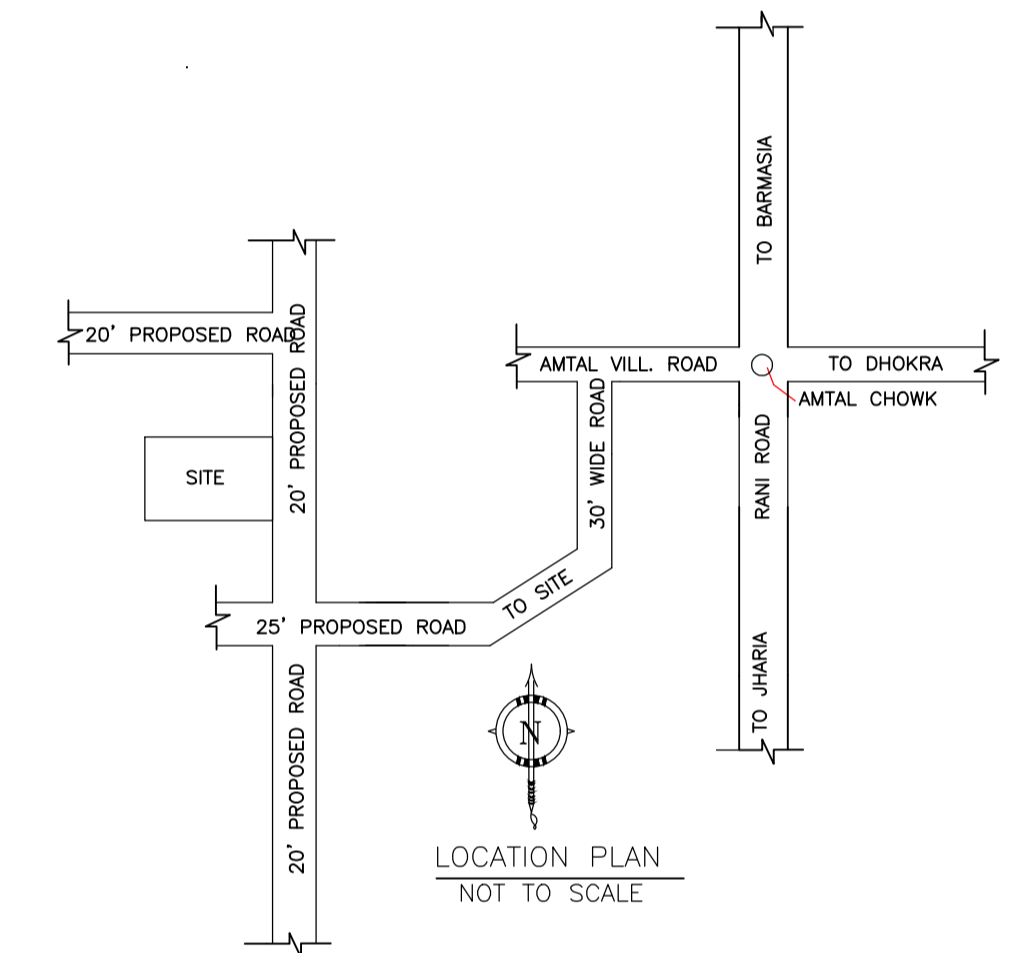 TO BARMASIA
20' PROPOSED ROAD
20' PROPOSED ROAD
AMTAL VILL. ROAD
TO DHOKRA
AMTAL CHOWK
30' WIDE ROAD
RANI ROAD
SITE
TO SITE
25' PROPOSED ROAD
20' PROPOSED ROAD
TO JHARIA
N
LOCATION PLAN
NOT TO SCALE